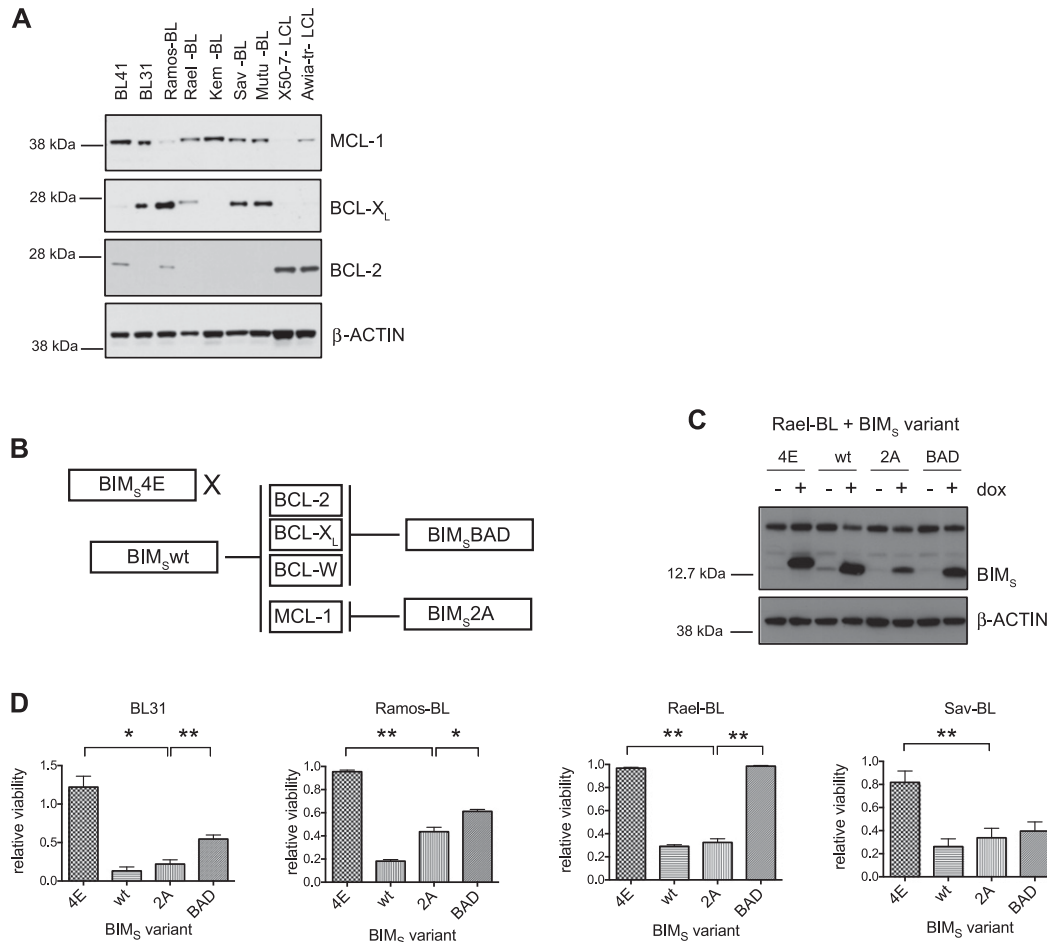 A
BL41
BL31
Ramos-BL
Rael -BL
Kem -BL
Sav -BL
Mutu -BL
X50-7- LCL
Awia-tr- LCL
38 kDa
MCL-1
28 kDa
BCL-XL
28 kDa
BCL-2
38 kDa
β-ACTIN
B
BIMS4E X
BIMSwt
BCL-2
BCL-XL
BCL-W
MCL-1
BIMSBAD
BIMS2A
C
Rael-BL + BIMS variant
4E wt 2A BAD
- + - + - + - + dox
12.7 kDa
BIMS
38 kDa
β-ACTIN
D
BL31
* **
relative viability
1.5
1.0
0.5
0.0
4E wt 2A BAD
BIMS variant
Ramos-BL
** *
relative viability
1.0
0.8
0.6
0.4
0.2
0.0
4E wt 2A BAD
BIMS variant
Rael-BL
** **
relative viability
1.0
0.8
0.6
0.4
0.2
0.0
4E wt 2A BAD
BIMS variant
Sav-BL
**
relative viability
1.0
0.8
0.6
0.4
0.2
0.0
4E wt 2A BAD
BIMS variant